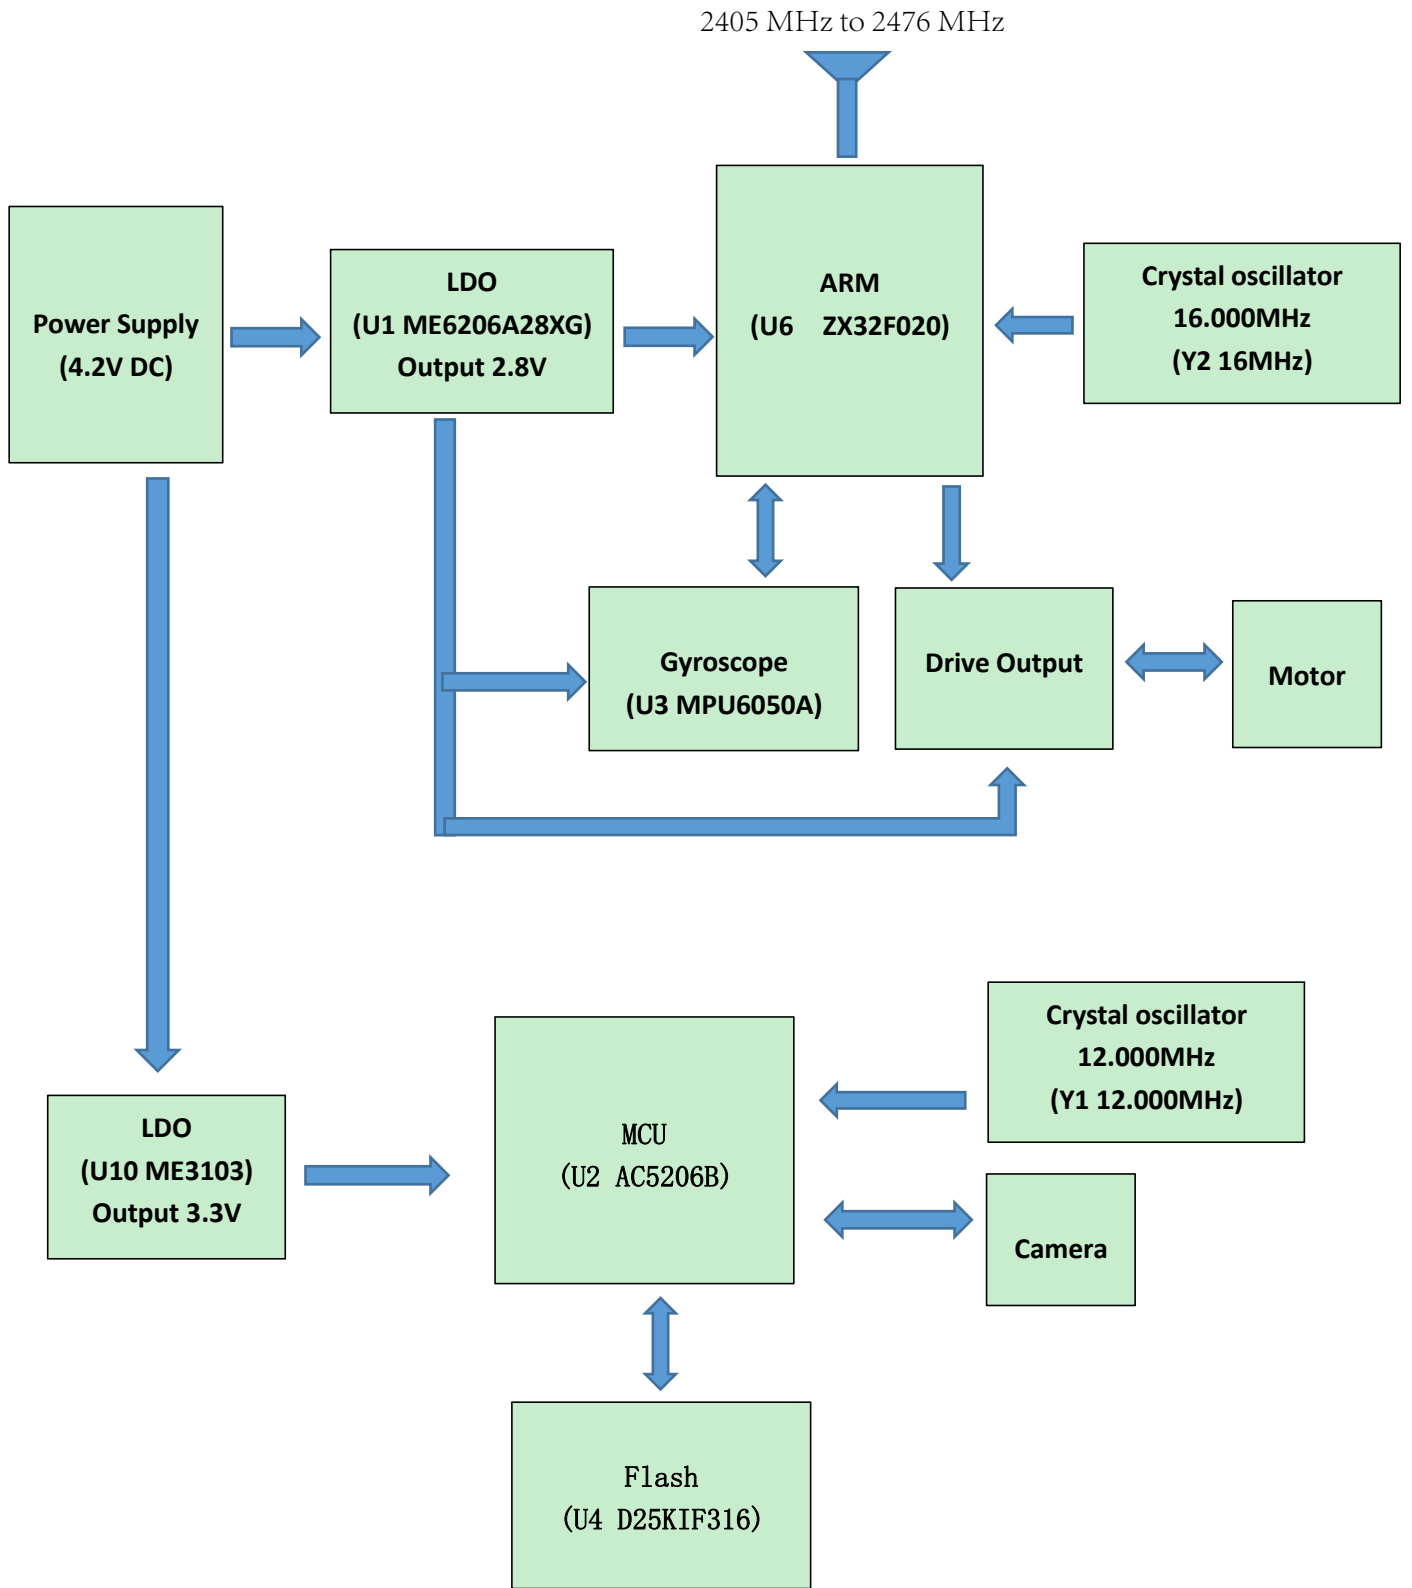 2405 MHz to 2476 MHz
Power Supply
(4.2V DC)
LDO
(U1 ME6206A28XG)
Output 2.8V
ARM
(U6 ZX32F020)
Crystal oscillator
16.000MHz
(Y2 16MHz)
Gyroscope
(U3 MPU6050A)
Drive Output
Motor
LDO
(U10 ME3103)
Output 3.3V
MCU
(U2 AC5206B)
Crystal oscillator
12.000MHz
(Y1 12.000MHz)
Camera
Flash
(U4 D25KIF316)